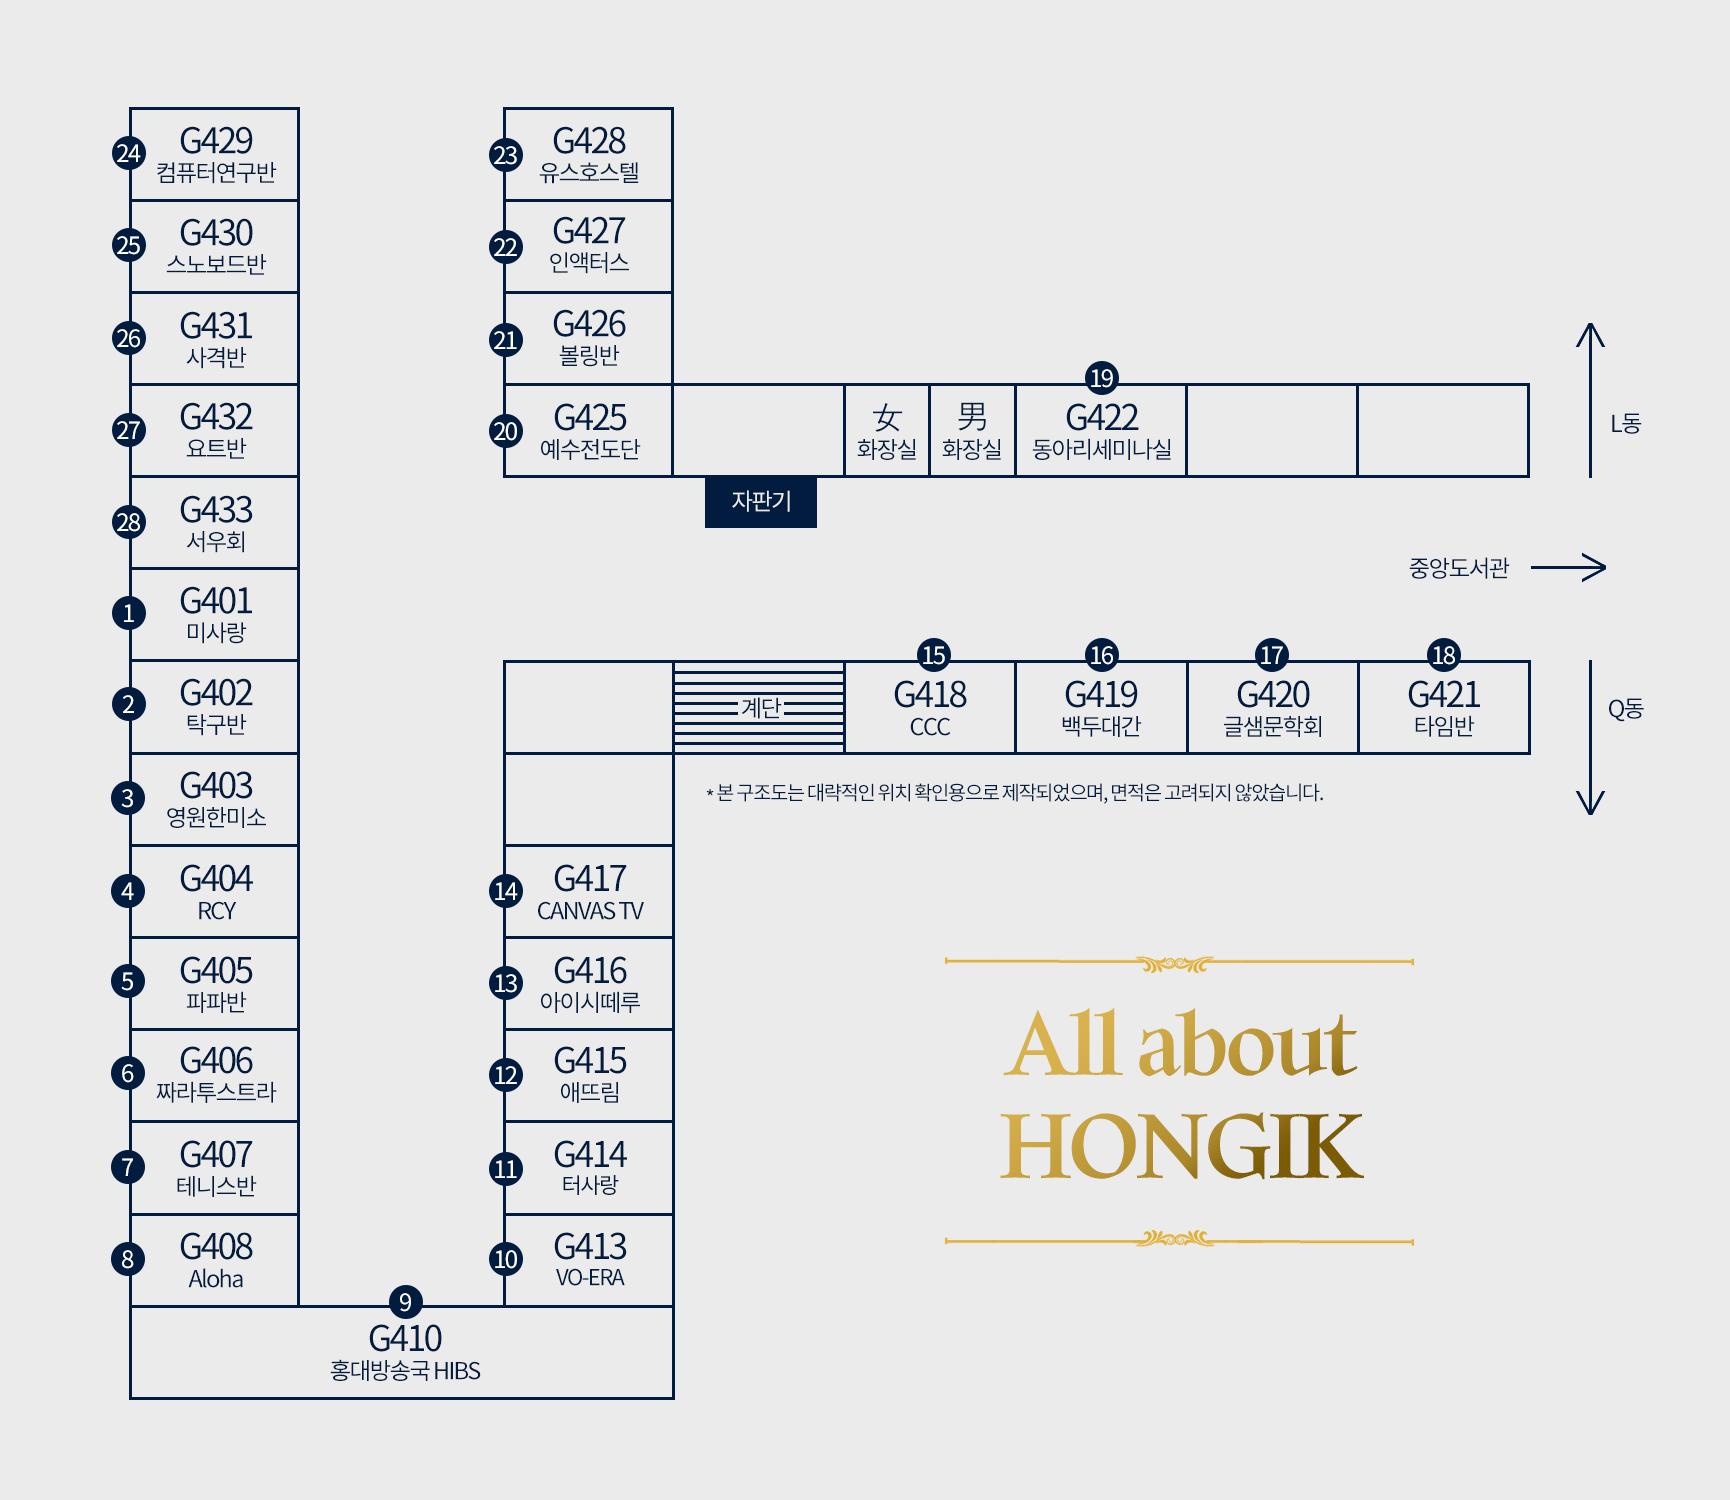 24
G429
컴퓨터연구반
25
G430
스노보드반
26
G431
사격반
27
G432
요트반
28
G433
서우회
1
G401
미사랑
2
G402
탁구반
3
G403
영원한미소
4
G404
RCY
5
G405
파파반
6
G406
짜라투스트라
7
G407
테니스반
8
G408
Aloha
9
G410
홍대방송국 HIBS
23
G428
유스호스텔
22
G427
인액터스
21
G426
볼링반
20
G425
예수전도단
女
화장실
男
화장실
19
G422
동아리세미나실
자판기
L동
중앙도서관
Q동
계단
15
G418
CCC
16
G419
백두대간
17
G420
글샘문학회
18
G421
타임반
* 본 구조도는 대략적인 위치 확인용으로 제작되었으며, 면적은 고려되지 않았습니다.
14
G417
CANVAS TV
13
G416
아이시떼루
12
G415
애뜨림
11
G414
터사랑
10
G413
VO-ERA
All about
HONGIK